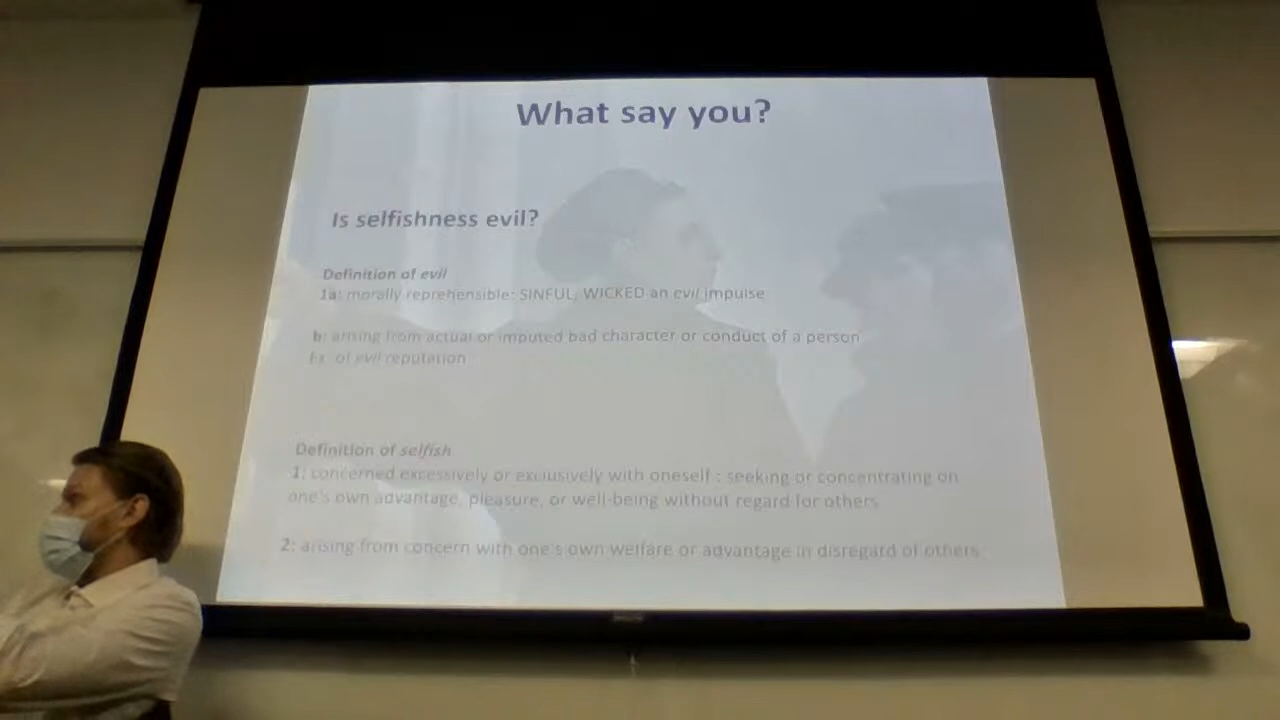 What say you?
Is selfishness evil?
Definition of evil
1a: morally reprehensible: SINFUL, WICKED an evil impulse
b: arising from actual or imputed bad character or conduct of a person
Ex. of evil reputation
Definition of selfish
1: concerned excessively or exclusively with oneself : seeking or concentrating on
one's own advantage, pleasure, or well-being without regard for others
2: arising from concern with one's own welfare or advantage in disregard of others